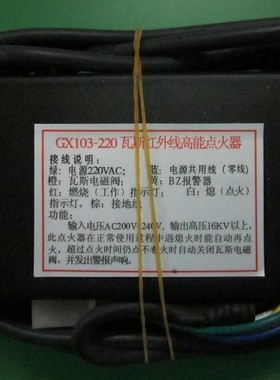 GX103-220 瓦斯红外线高能点火器
接线说明：
绿：电源220VAC； 蓝：电源共用线（零线）
橙：瓦斯电磁阀； 黄：BZ报警器
红：燃烧（工作）指示灯； 白：熄（点火）
指示灯。棕：接地线
功能：
输入电压AC200V-240V，输出高压16KV以上。
此点火器在正常使用过程中遇熄火时能自动再点
火，超过点火时间仍点不着火时自动关闭瓦斯电磁
阀，并发出警报声响。